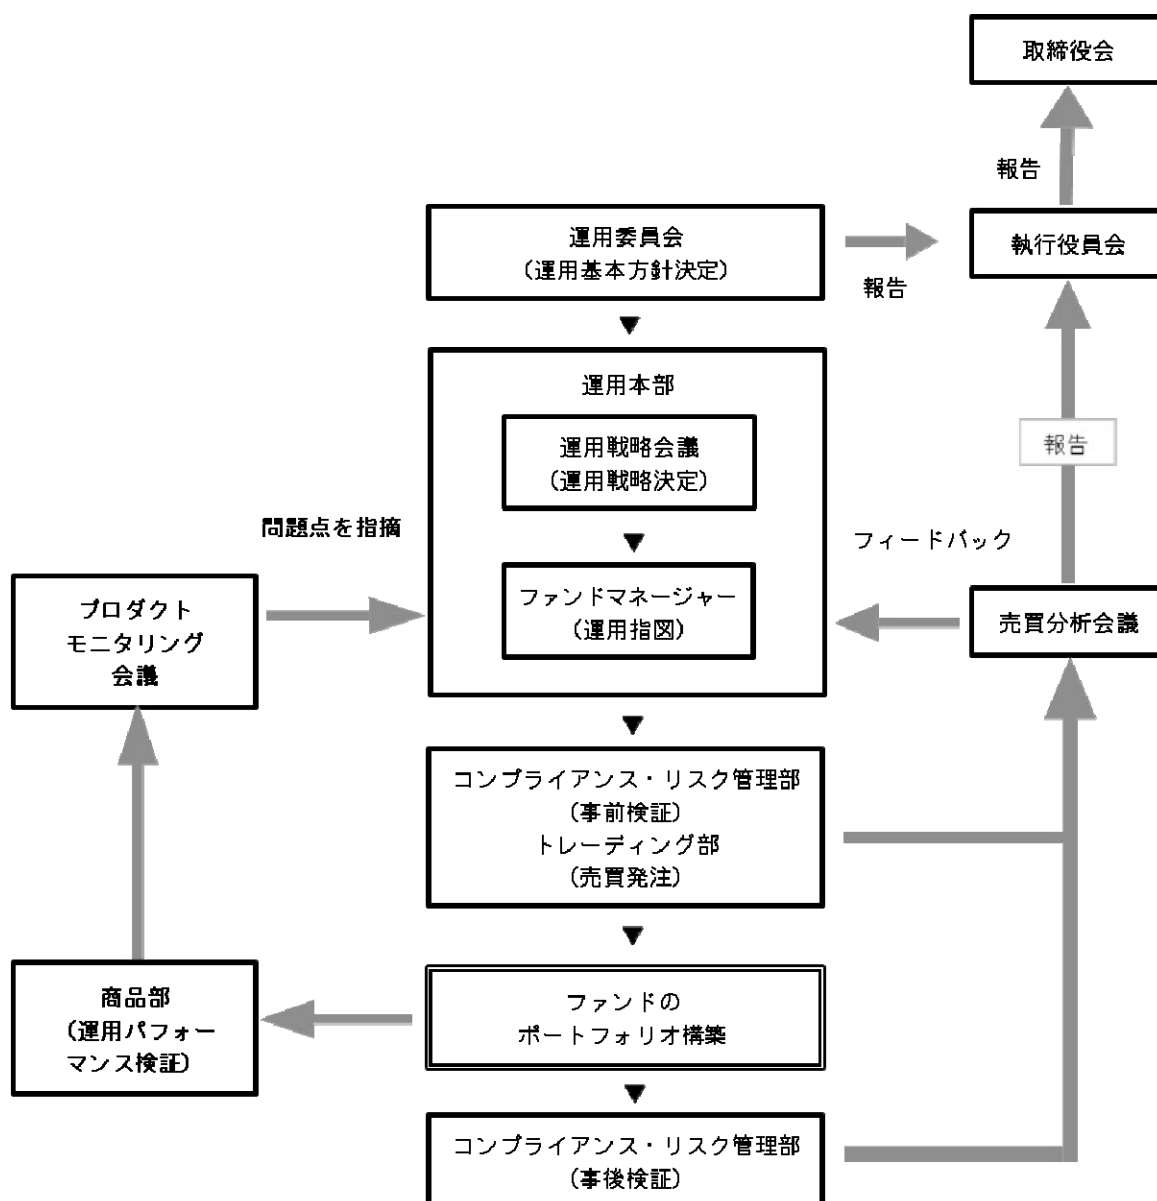 取締役会
報告
運用委員会
(運用基本方針決定)
報告
執行役員会
運用本部
運用戦略会議
(運用戦略決定)
報告
問題点を指摘
フィードバック
プロダクト
モニタリング
会議
ファンドマネージャー
(運用指図)
売買分析会議
コンプライアンス・リスク管理部
(事前検証)
トレーディング部
(売買発注)
商品部
(運用パフォー
マンス検証)
ファンドの
ポートフォリオ構築
コンプライアンス・リスク管理部
(事後検証)